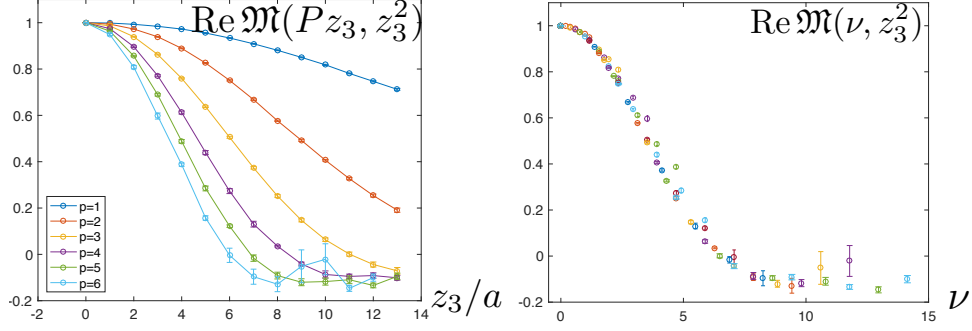 Re 𝔐(Pz₃, z₃²)
1
0.8
0.6
0.4
0.2
0
-0.2
-2 0 2 4 6 8 10 12 14
z₃/a
p=1
p=2
p=3
p=4
p=5
p=6
Re 𝔐(ν, z₃²)
1
0.8
0.6
0.4
0.2
0
-0.2
0 5 10 15
ν